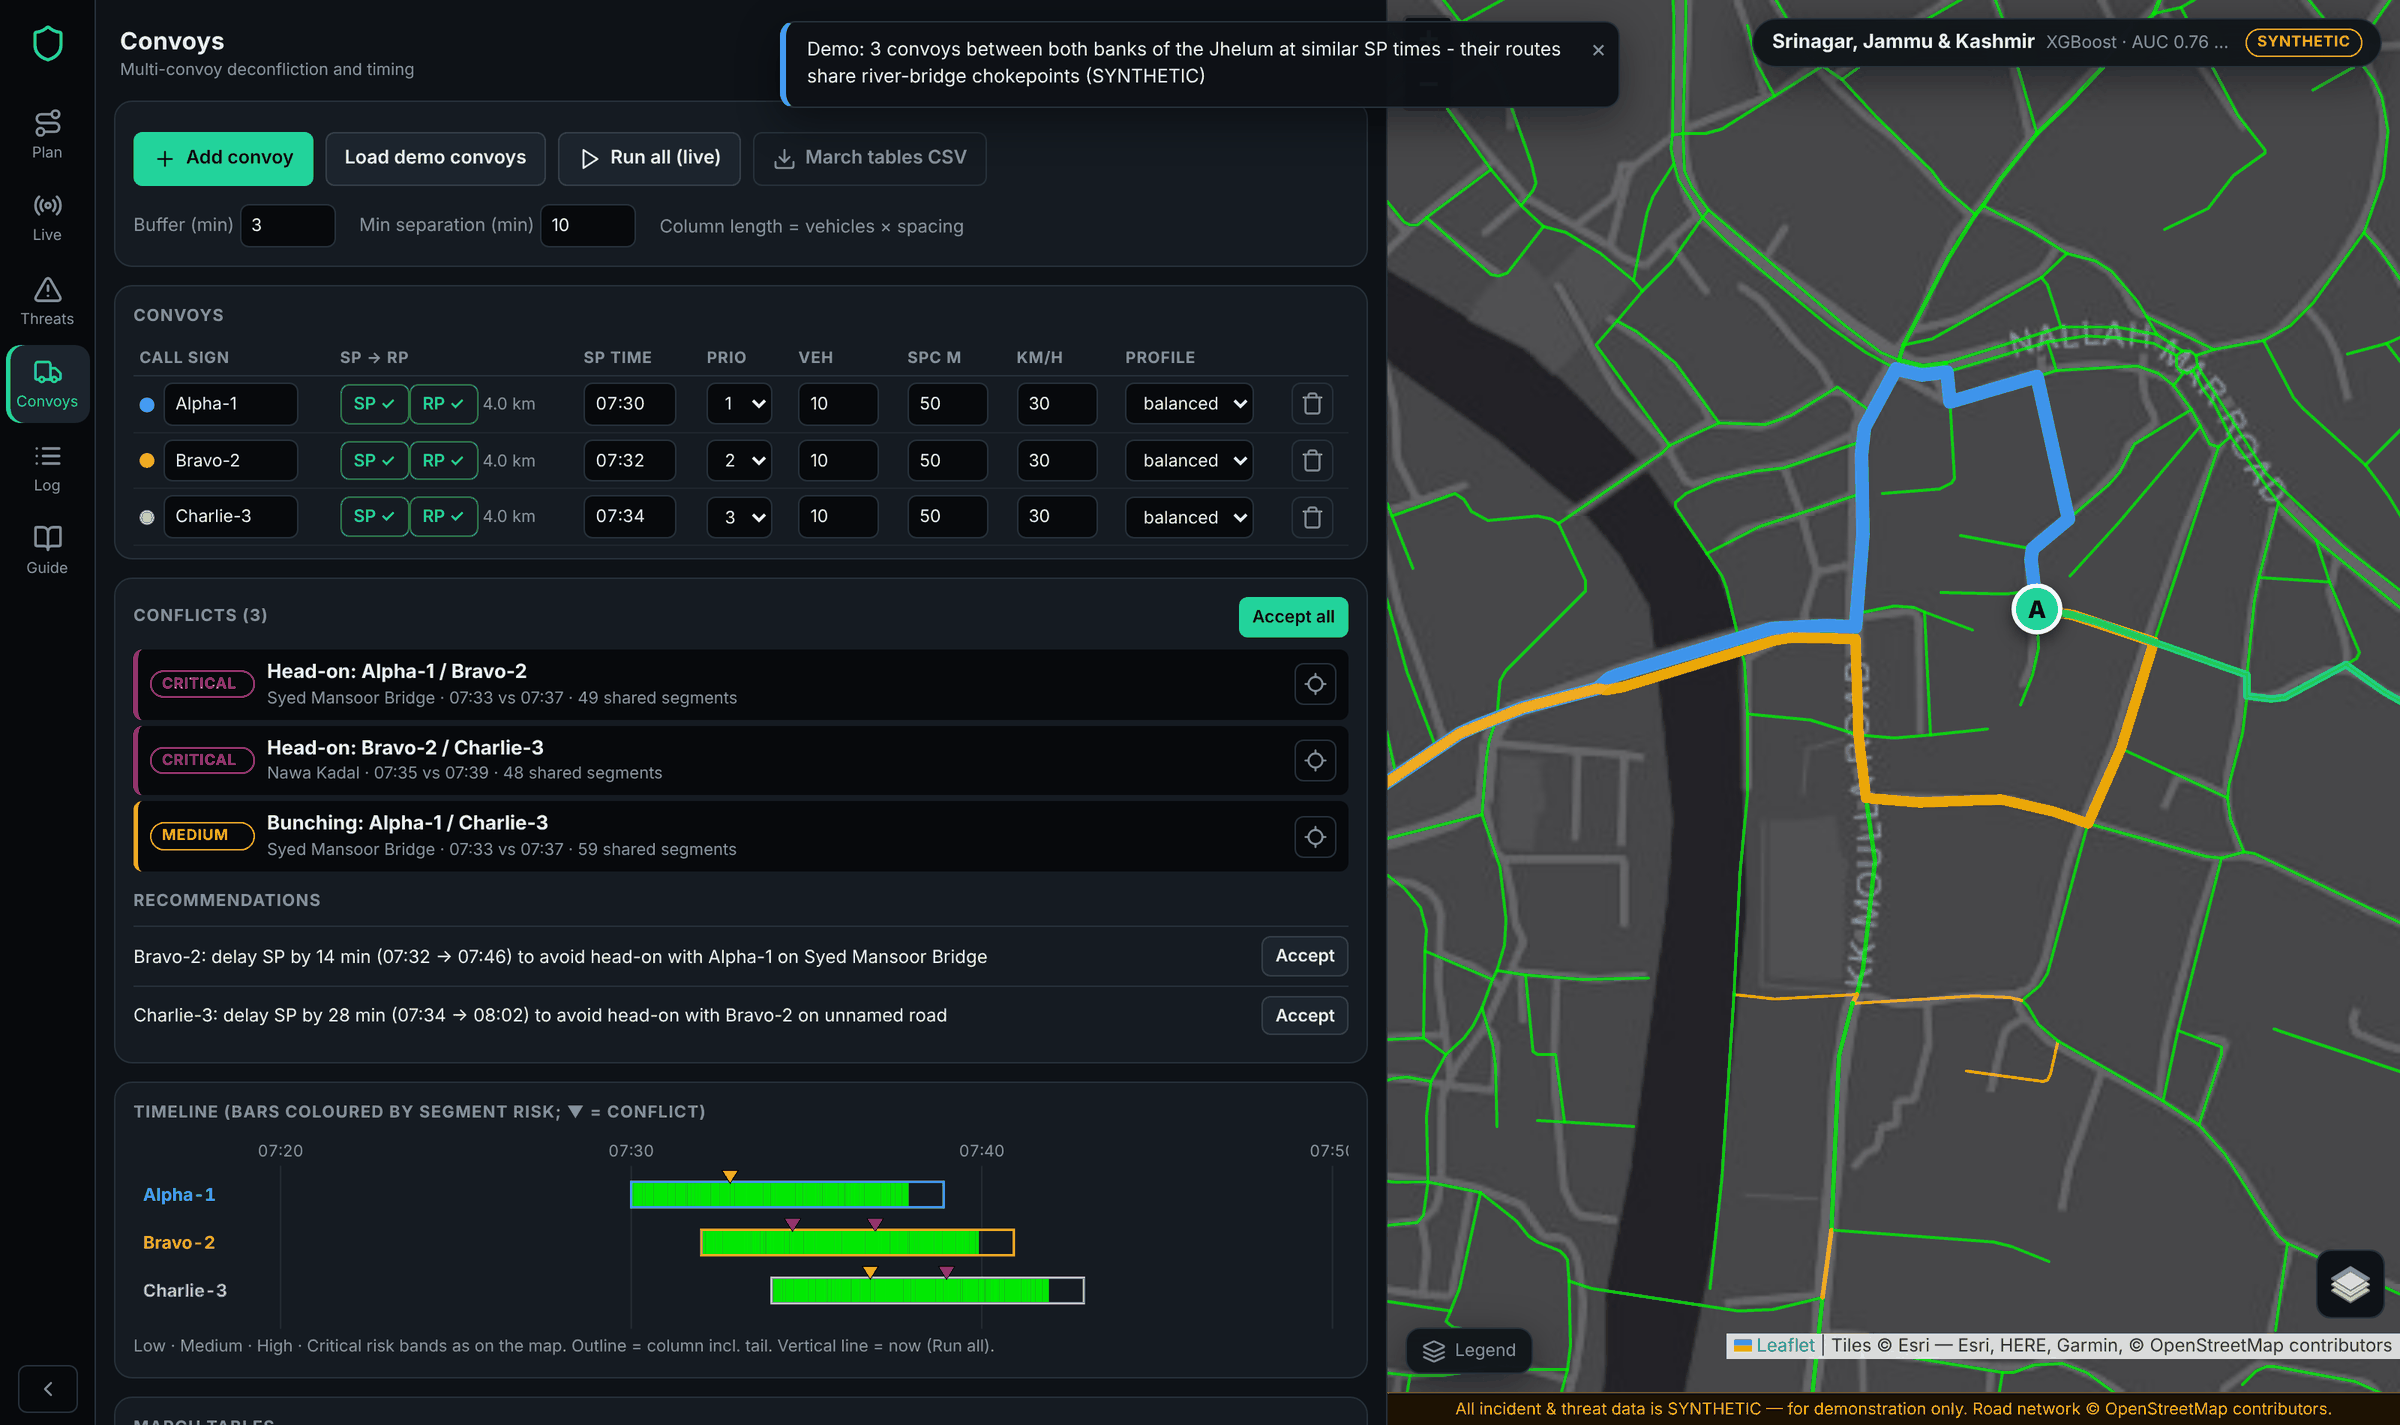 Plan
Live
Threats
Convoys
Log
Guide
Convoys
Multi-convoy deconfliction and timing
Demo: 3 convoys between both banks of the Jhelum at similar SP times - their routes
share river-bridge chokepoints (SYNTHETIC)
Srinagar, Jammu & Kashmir XGBoost · AUC 0.76 ... SYNTHETIC
Add convoy Load demo convoys Run all (live) March tables CSV
Buffer (min) 3 Min separation (min) 10 Column length = vehicles × spacing
CONVOYS
CALL SIGN SP → RP SP TIME PRIO VEH SPC M KM/H PROFILE
Alpha-1 SP ✓ RP ✓ 4.0 km 07:30 1 10 50 30 balanced
Bravo-2 SP ✓ RP ✓ 4.0 km 07:32 2 10 50 30 balanced
Charlie-3 SP ✓ RP ✓ 4.0 km 07:34 3 10 50 30 balanced
CONFLICTS (3) Accept all
CRITICAL Head-on: Alpha-1 / Bravo-2
Syed Mansoor Bridge · 07:33 vs 07:37 · 49 shared segments
CRITICAL Head-on: Bravo-2 / Charlie-3
Nawa Kadal · 07:35 vs 07:39 · 48 shared segments
MEDIUM Bunching: Alpha-1 / Charlie-3
Syed Mansoor Bridge · 07:33 vs 07:37 · 59 shared segments
RECOMMENDATIONS
Bravo-2: delay SP by 14 min (07:32 → 07:46) to avoid head-on with Alpha-1 on Syed Mansoor Bridge Accept
Charlie-3: delay SP by 28 min (07:34 → 08:02) to avoid head-on with Bravo-2 on unnamed road Accept
TIMELINE (BARS COLOURED BY SEGMENT RISK; ▼ = CONFLICT)
07:20 07:30 07:40
Alpha-1
Bravo-2
Charlie-3
Low · Medium · High · Critical risk bands as on the map. Outline = column incl. tail. Vertical line = now (Run all).
MARCH TABLES
NALLAH MAR ROAD
A
Legend
Leaflet | Tiles © Esri — Esri, HERE, Garmin, © OpenStreetMap contributors
All incident & threat data is SYNTHETIC — for demonstration only. Road network © OpenStreetMap contributors.